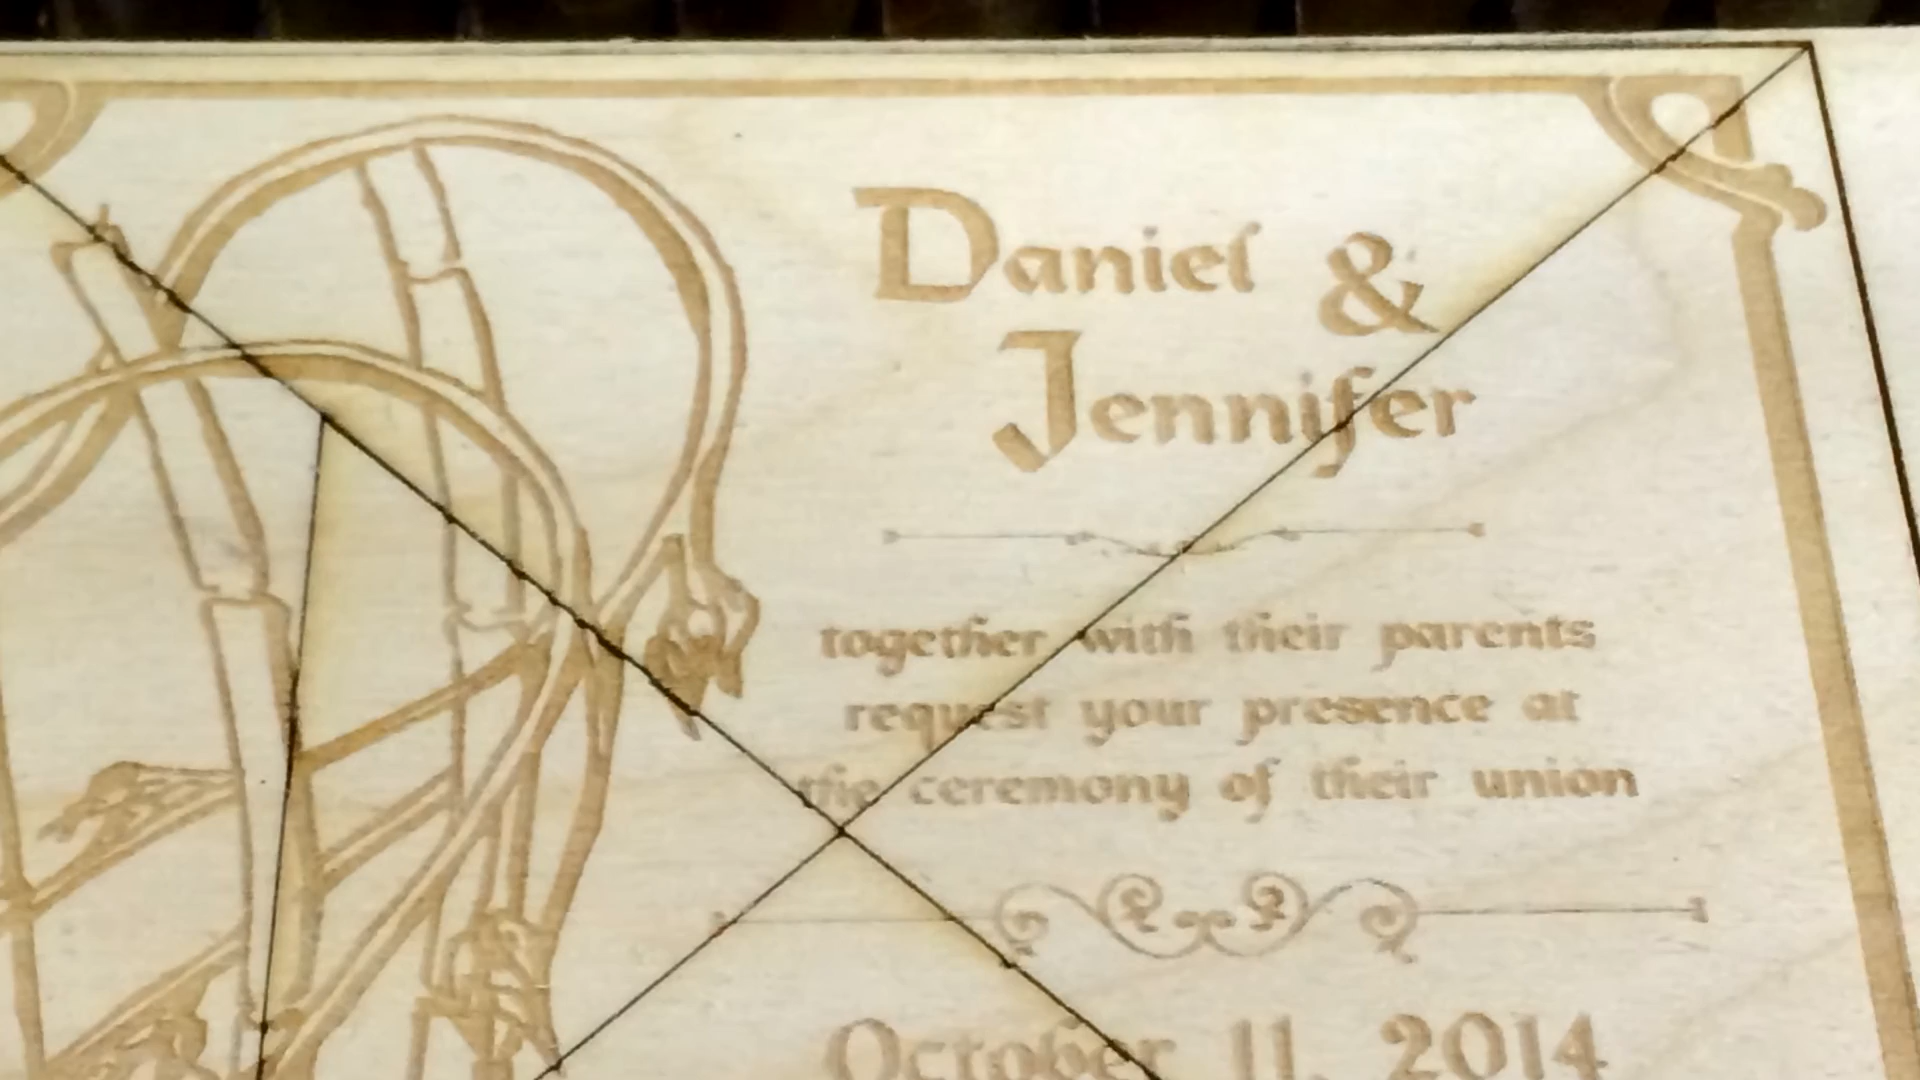 Daniel &
Jennifer
together with their parents
request your presence at
the ceremony of their union
October 11, 2014